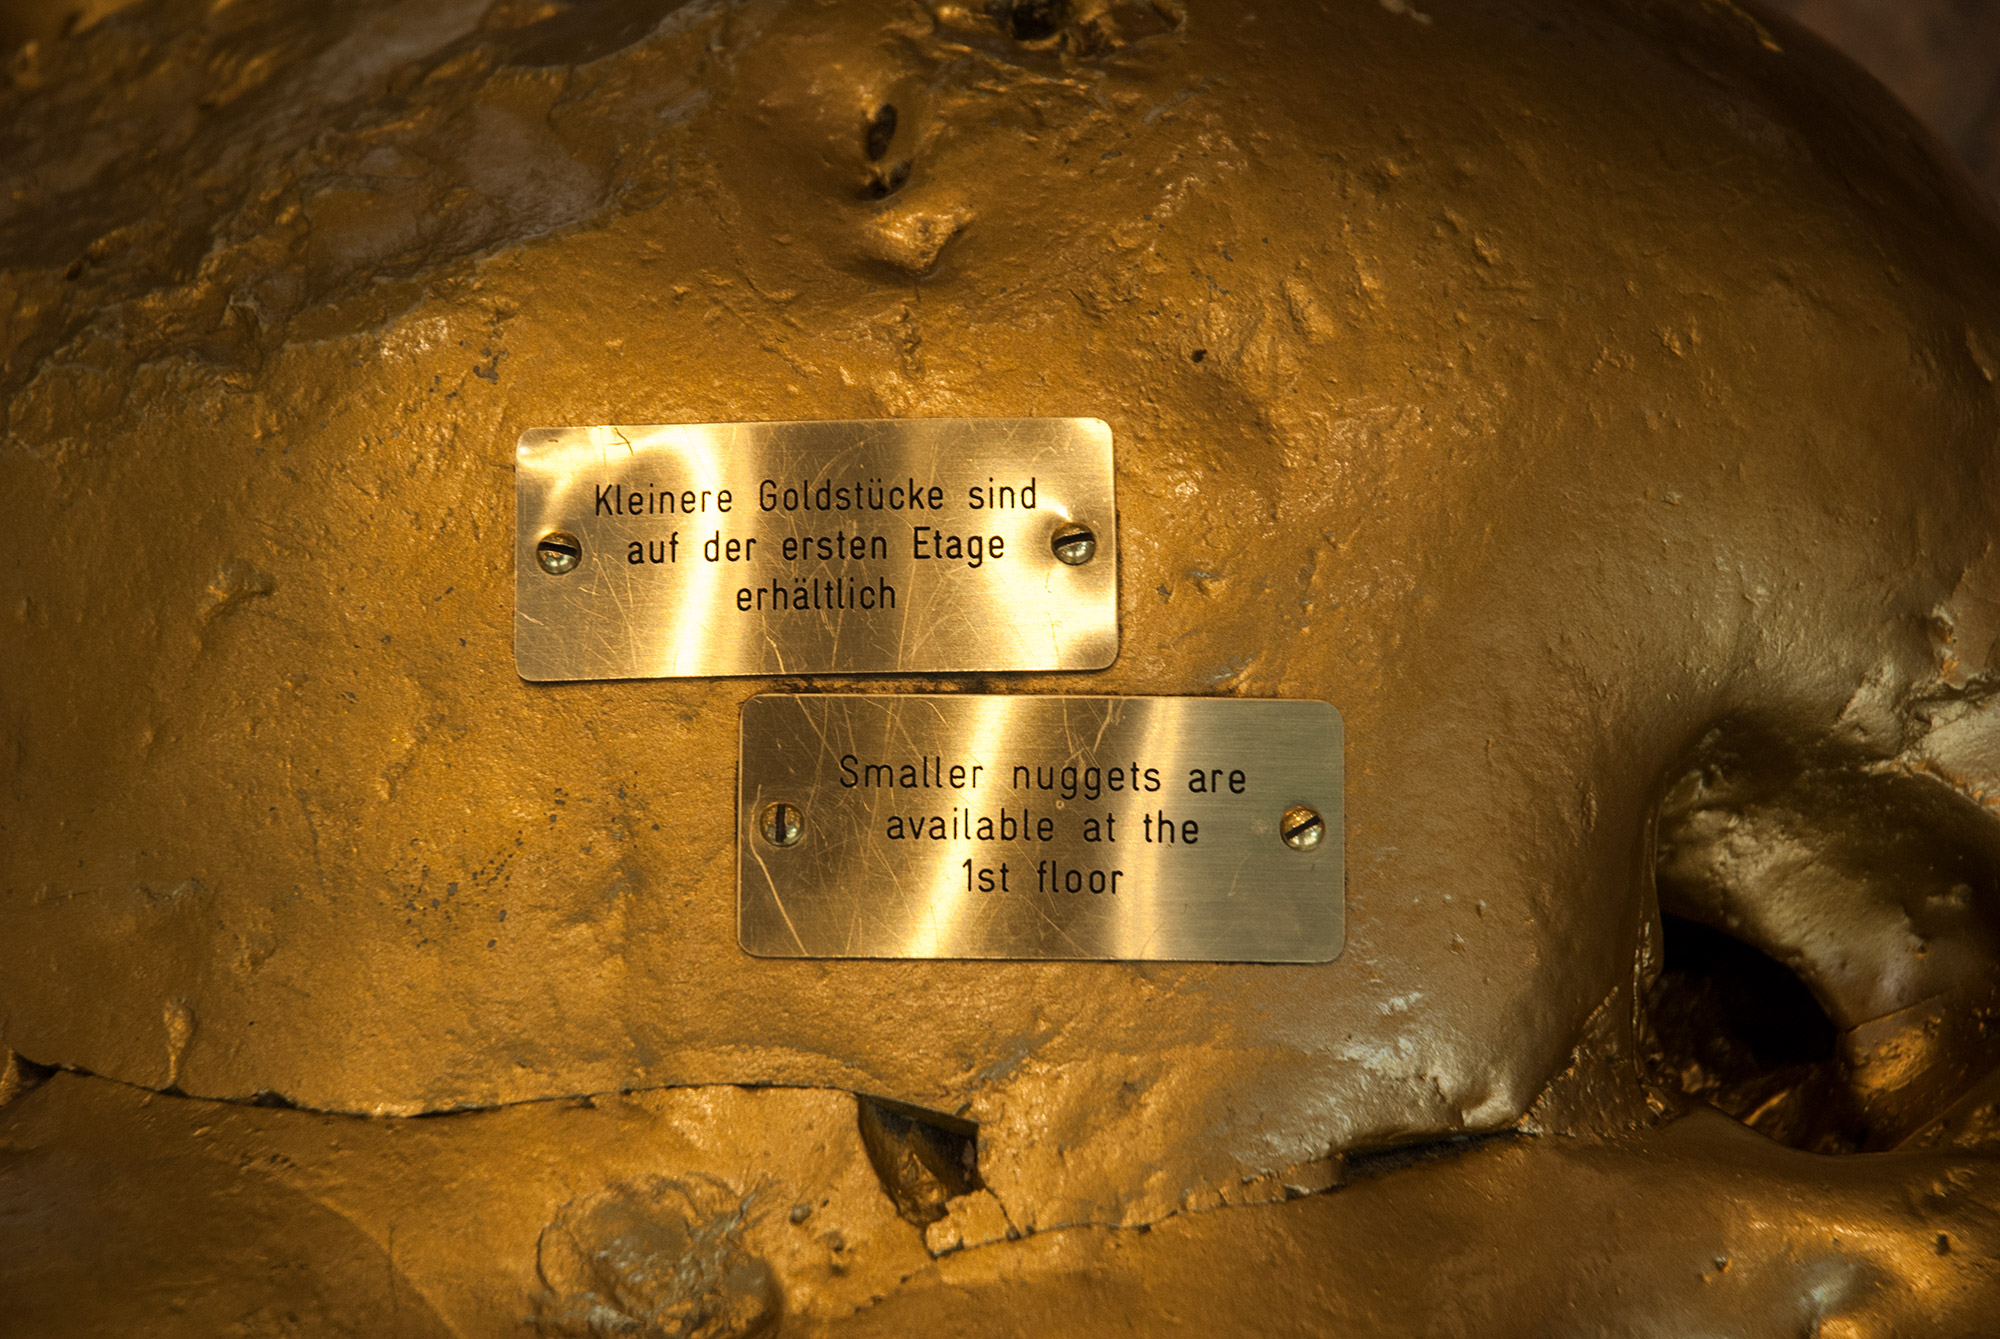 Kleinere Goldstücke sind
auf der ersten Etage
erhältlich
Smaller nuggets are
available at the
1st floor